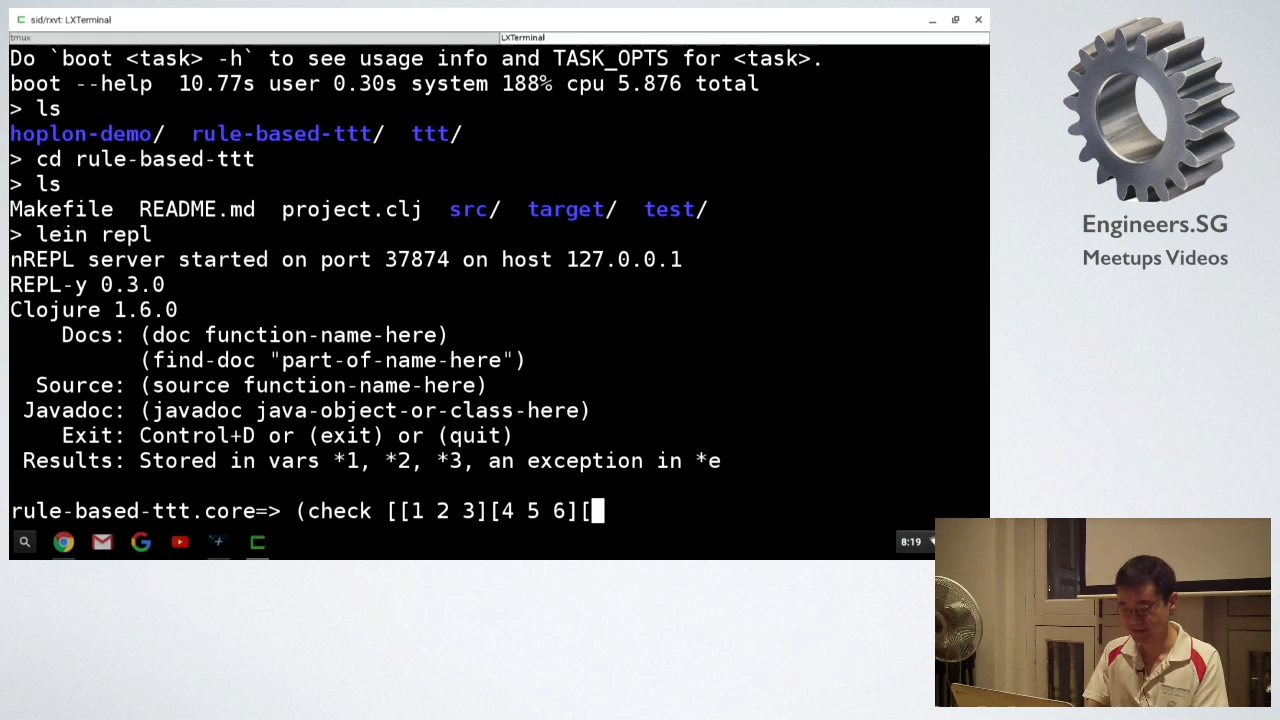 sid/rxvt: LXTerminal
tmux
LXTerminal
Do `boot <task> -h` to see usage info and TASK_OPTS for <task>.
boot --help  10.77s user 0.30s system 188% cpu 5.876 total
> ls
hoplon-demo/  rule-based-ttt/  ttt/
> cd rule-based-ttt
> ls
Makefile  README.md  project.clj  src/  target/  test/
> lein repl
nREPL server started on port 37874 on host 127.0.0.1
REPL-y 0.3.0
Clojure 1.6.0
Docs: (doc function-name-here)
(find-doc "part-of-name-here")
Source: (source function-name-here)
Javadoc: (javadoc java-object-or-class-here)
Exit: Control+D or (exit) or (quit)
Results: Stored in vars *1, *2, *3, an exception in *e
rule-based-ttt.core=> (check [[1 2 3][4 5 6][
8:19
Engineers.SG
Meetups Videos